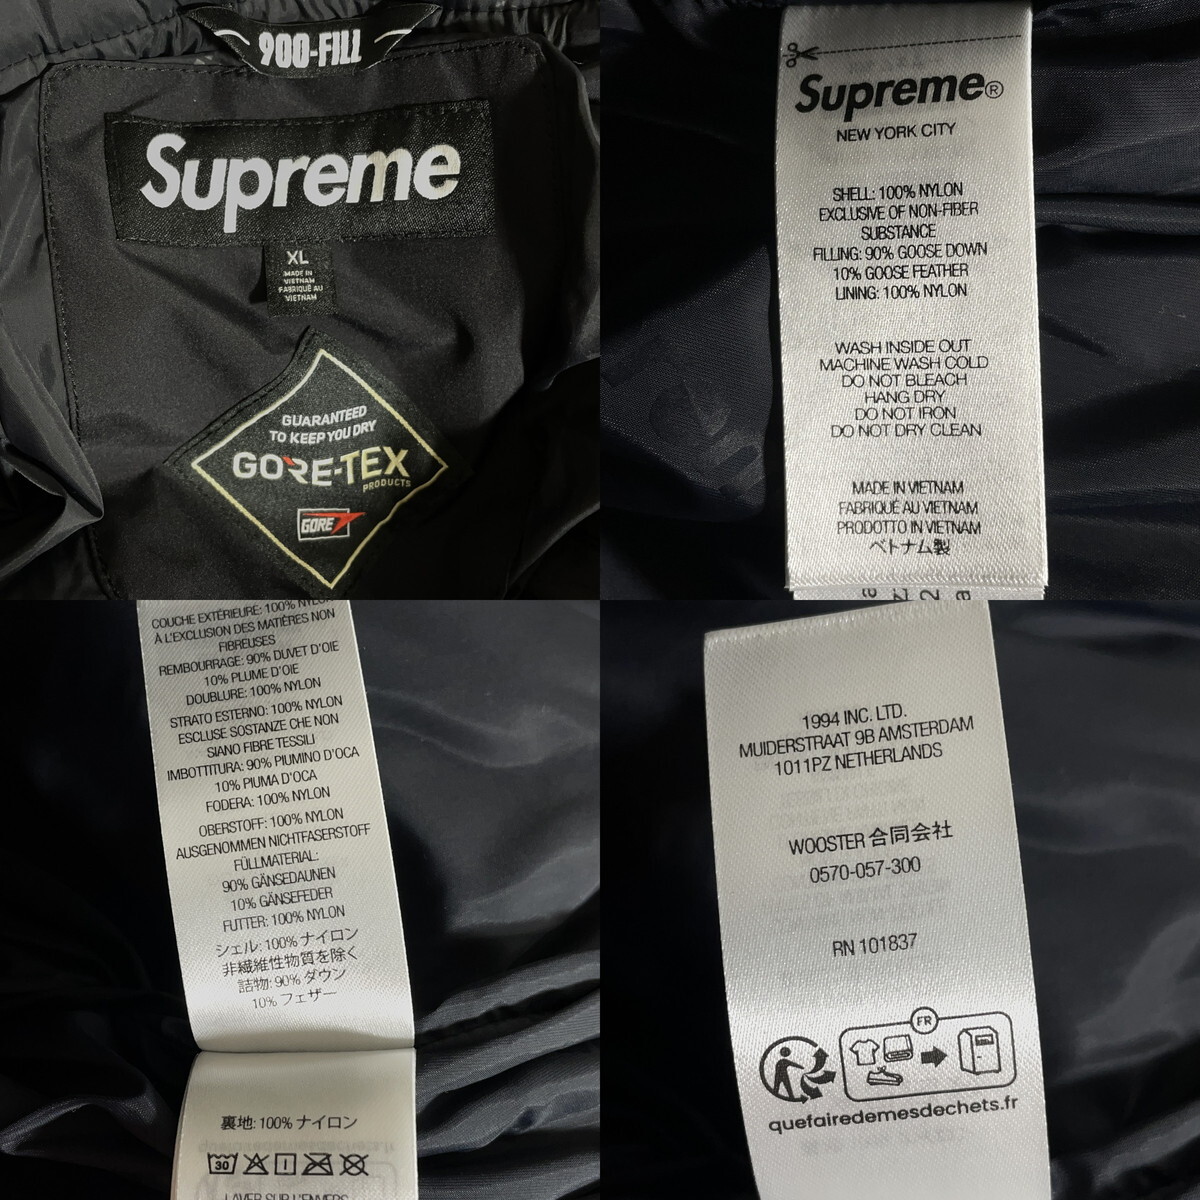 900-FILL
Supreme
XL
MADE IN
VIETNAM
FABRIQUÉ AU
VIETNAM
GUARANTEED
TO KEEP YOU DRY
GORE-TEX
PRODUCTS
GORE
Supreme®
NEW YORK CITY
SHELL: 100% NYLON
EXCLUSIVE OF NON-FIBER
SUBSTANCE
FILLING: 90% GOOSE DOWN
10% GOOSE FEATHER
LINING: 100% NYLON
WASH INSIDE OUT
MACHINE WASH COLD
DO NOT BLEACH
HANG DRY
DO NOT IRON
DO NOT DRY CLEAN
MADE IN VIETNAM
FABRIQUÉ AU VIETNAM
PRODOTTO IN VIETNAM
ベトナム製
COUCHE EXTÉRIEURE: 100% NYLON
À L'EXCLUSION DES MATIÈRES NON
FIBREUSES
REMBOURRAGE: 90% DUVET D'OIE
10% PLUME D'OIE
DOUBLURE: 100% NYLON
STRATO ESTERNO: 100% NYLON
ESCLUSE SOSTANZE CHE NON
SIANO FIBRE TESSILI
IMBOTTITURA: 90% PIUMINO D'OCA
10% PIUMA D'OCA
FODERA: 100% NYLON
OBERSTOFF: 100% NYLON
AUSGENOMMEN NICHTFASERSTOFF
FÜLLMATERIAL:
90% GÄNSEDAUNEN
10% GÄNSEFEDER
FUTTER: 100% NYLON
シェル: 100% ナイロン
非繊維性物質を除く
詰物: 90% ダウン
10% フェザー
裏地: 100% ナイロン
30
LAVER SUR L'ENVERS
1994 INC. LTD.
MUIDERSTRAAT 9B AMSTERDAM
1011PZ NETHERLANDS
WOOSTER 合同会社
0570-057-300
RN 101837
FR
quefairedemesdechets.fr